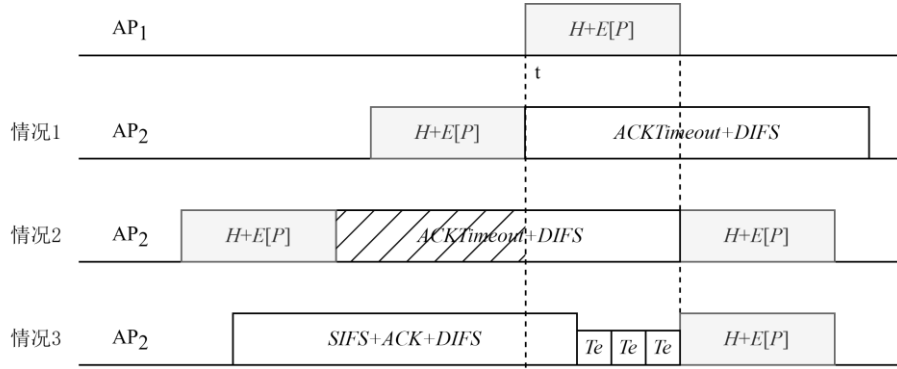 AP1 H+E[P]
t
情况1 AP2 H+E[P] ACKTimeout+DIFS
情况2 AP2 H+E[P] ACKTimeout+DIFS H+E[P]
情况3 AP2 SIFS+ACK+DIFS Te Te Te H+E[P]